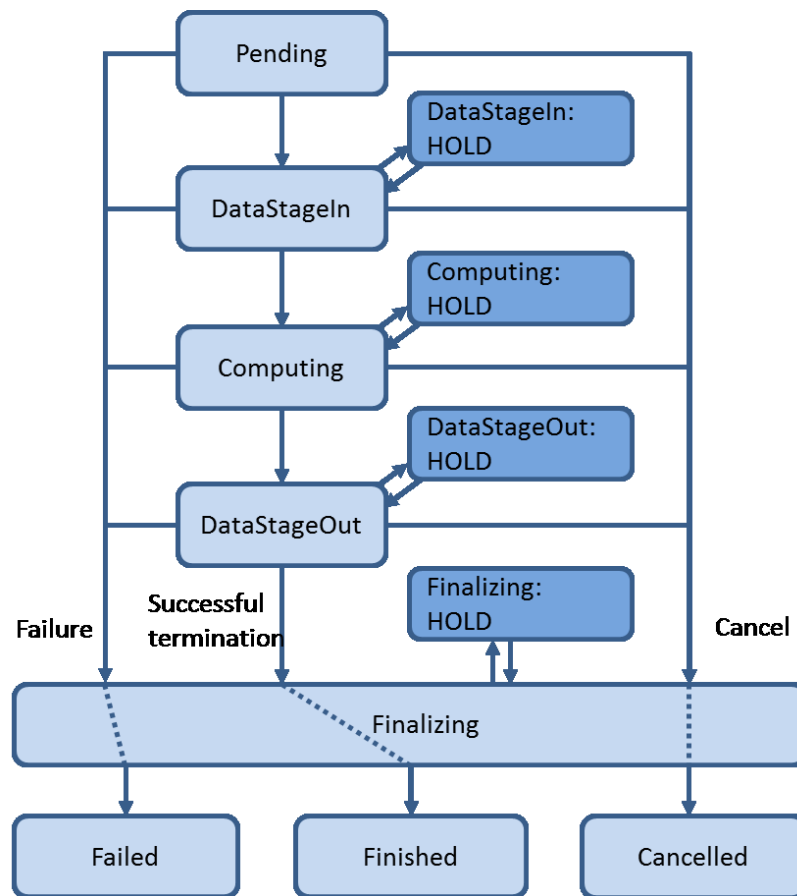 Pending
DataStageIn:
HOLD
DataStageIn
Computing:
HOLD
Computing
DataStageOut:
HOLD
DataStageOut
Failure
Successful
termination
Finalizing:
HOLD
Cancel
Finalizing
Failed
Finished
Cancelled